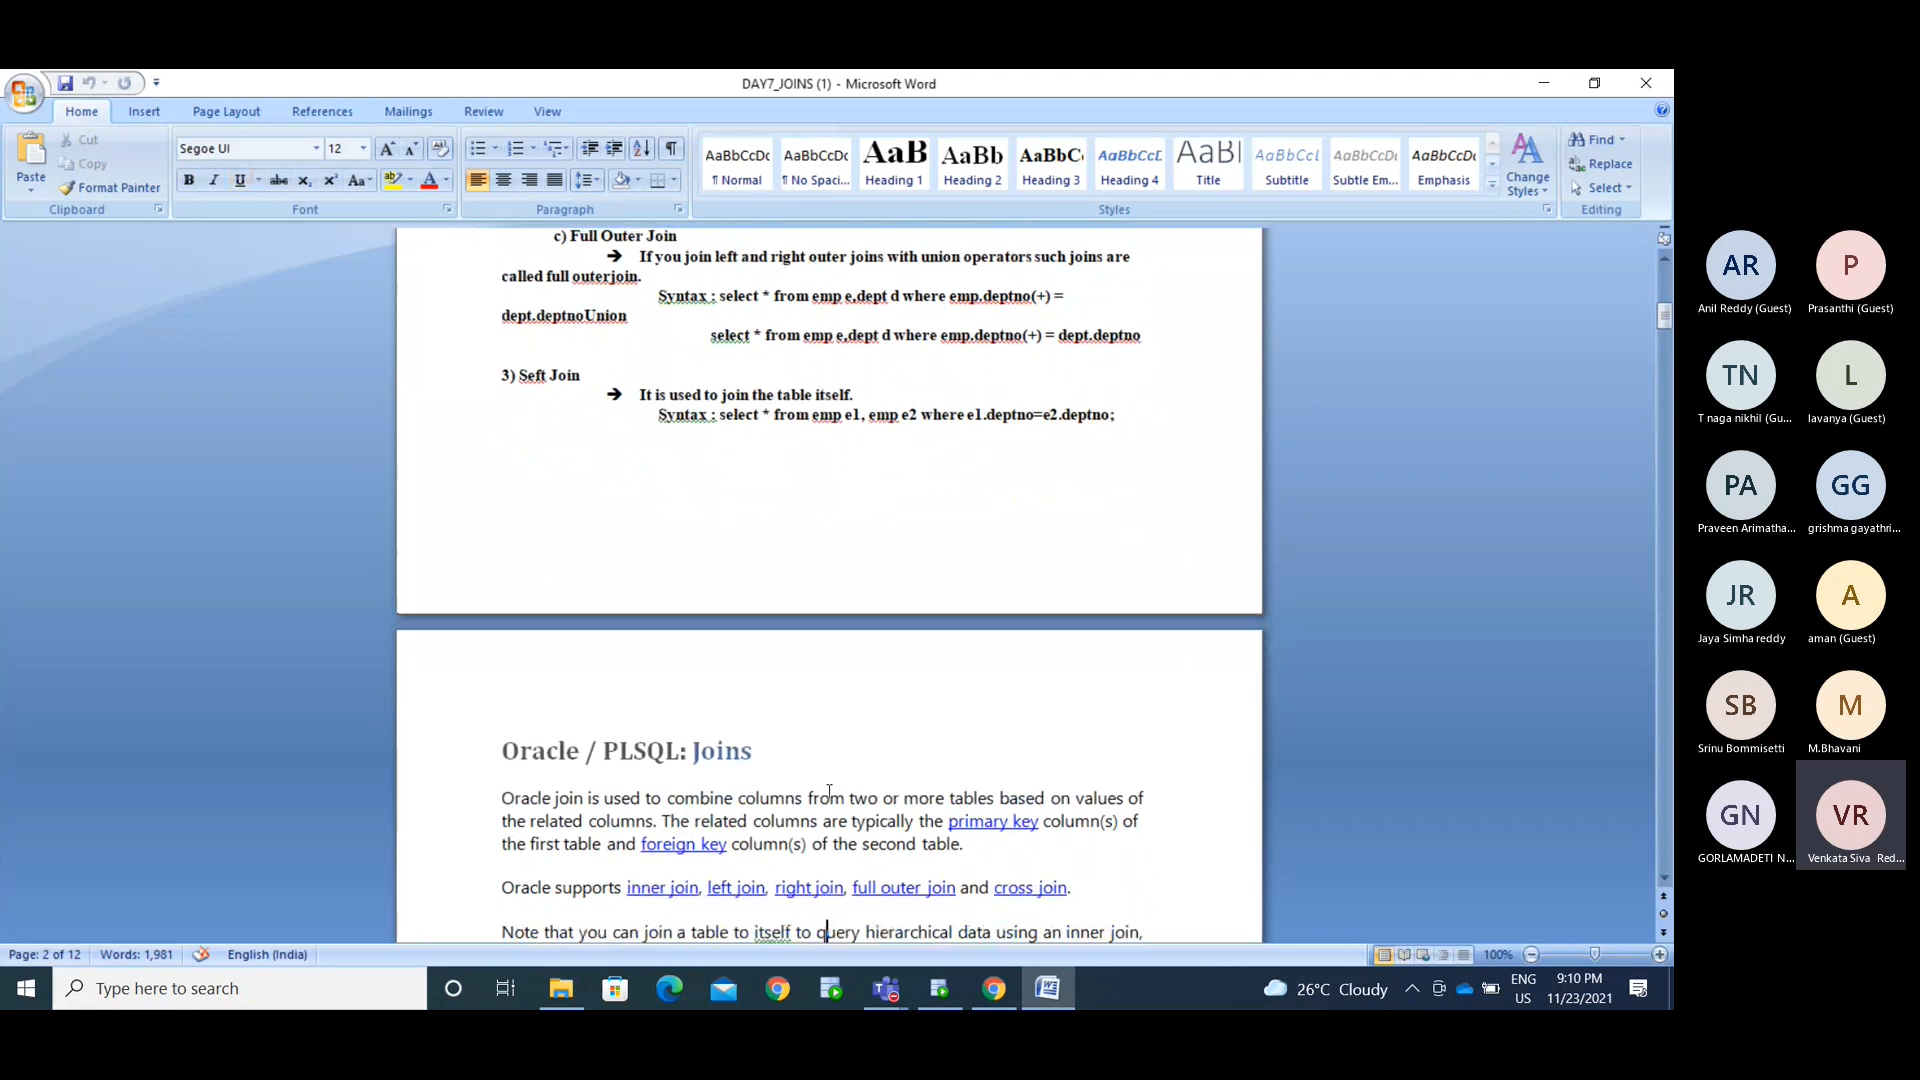 DAY7_JOINS (1) - Microsoft Word
Home Insert Page Layout References Mailings Review View
Paste
Cut
Copy
Format Painter
Clipboard
Segoe UI 12
Font
Paragraph
AaBbCcDc AaBbCcDc AaB AaBb AaBbC AaBbCcL AaB AaBbCcL AaBbCcDc AaBbCcDc
¶ Normal ¶ No Spaci... Heading 1 Heading 2 Heading 3 Heading 4 Title Subtitle Subtle Em... Emphasis
Change
Styles
Styles
Find
Replace
Select
Editing
c) Full Outer Join
➔ If you join left and right outer joins with union operators such joins are
called full outerjoin.
Syntax : select * from emp e,dept d where emp.deptno(+) =
dept.deptnoUnion
select * from emp e,dept d where emp.deptno(+) = dept.deptno
3) Seft Join
➔ It is used to join the table itself.
Syntax : select * from emp e1, emp e2 where e1.deptno=e2.deptno;
Oracle / PLSQL: Joins
Oracle join is used to combine columns from two or more tables based on values of
the related columns. The related columns are typically the primary key column(s) of
the first table and foreign key column(s) of the second table.
Oracle supports inner join, left join, right join, full outer join and cross join.
Note that you can join a table to itself to query hierarchical data using an inner join,
Page: 2 of 12 Words: 1,981 English (India) 100%
Type here to search
26°C Cloudy
ENG
US
9:10 PM
11/23/2021
AR
Anil Reddy (Guest)
P
Prasanthi (Guest)
TN
T naga nikhil (Gu...
L
lavanya (Guest)
PA
Praveen Arimatha...
GG
grishma gayathri...
JR
Jaya Simha reddy
A
aman (Guest)
SB
Srinu Bommisetti
M
M.Bhavani
GN
GORLAMADETI N...
VR
Venkata Siva Red...